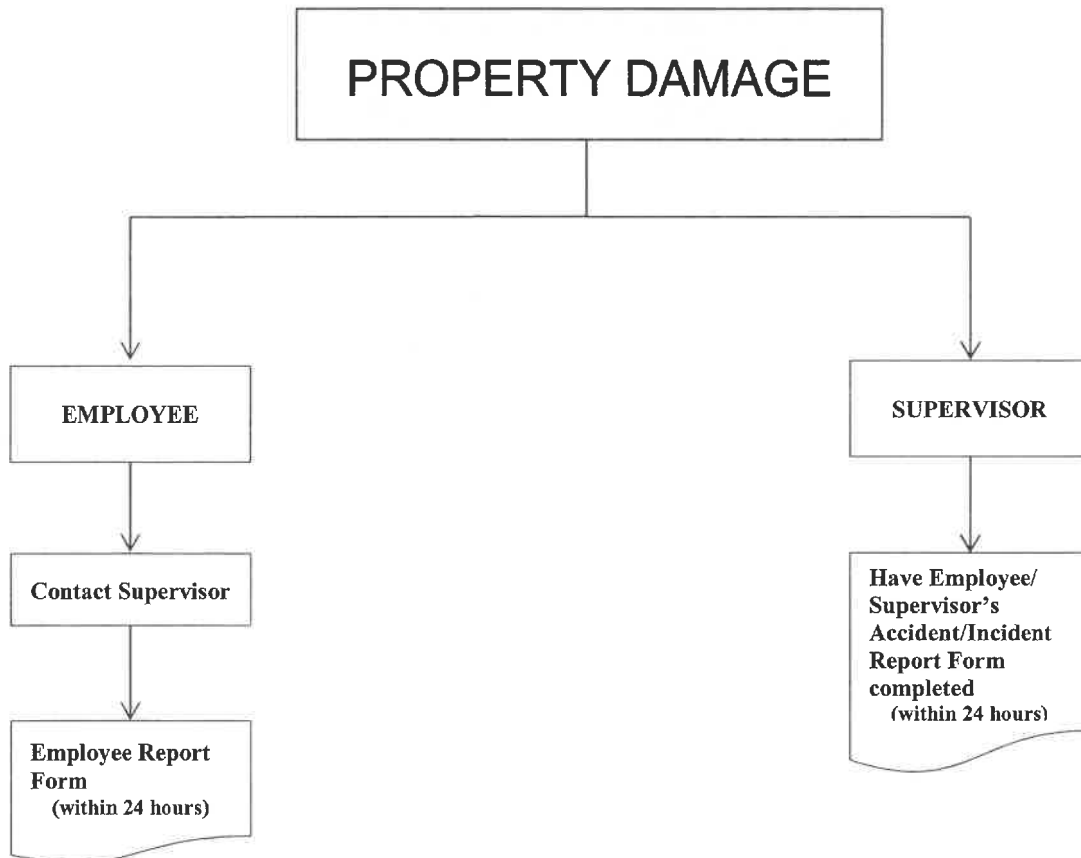 PROPERTY DAMAGE
EMPLOYEE
SUPERVISOR
Contact Supervisor
Have Employee/
Supervisor's
Accident/Incident
Report Form
completed
(within 24 hours)
Employee Report
Form
(within 24 hours)